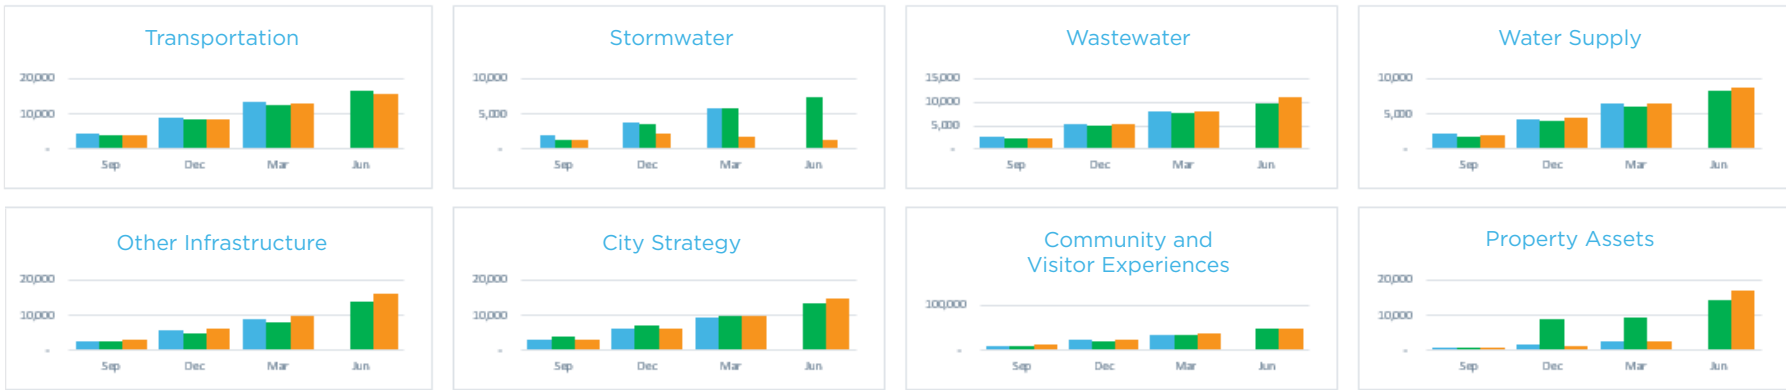 Transportation
20,000
10,000
-
Sep Dec Mar Jun
Stormwater
10,000
5,000
-
Sep Dec Mar Jun
Wastewater
15,000
10,000
5,000
-
Sep Dec Mar Jun
Water Supply
10,000
5,000
-
Sep Dec Mar Jun
Other Infrastructure
20,000
10,000
-
Sep Dec Mar Jun
City Strategy
20,000
10,000
-
Sep Dec Mar Jun
Community and
Visitor Experiences
100,000
-
Sep Dec Mar Jun
Property Assets
20,000
10,000
-
Sep Dec Mar Jun